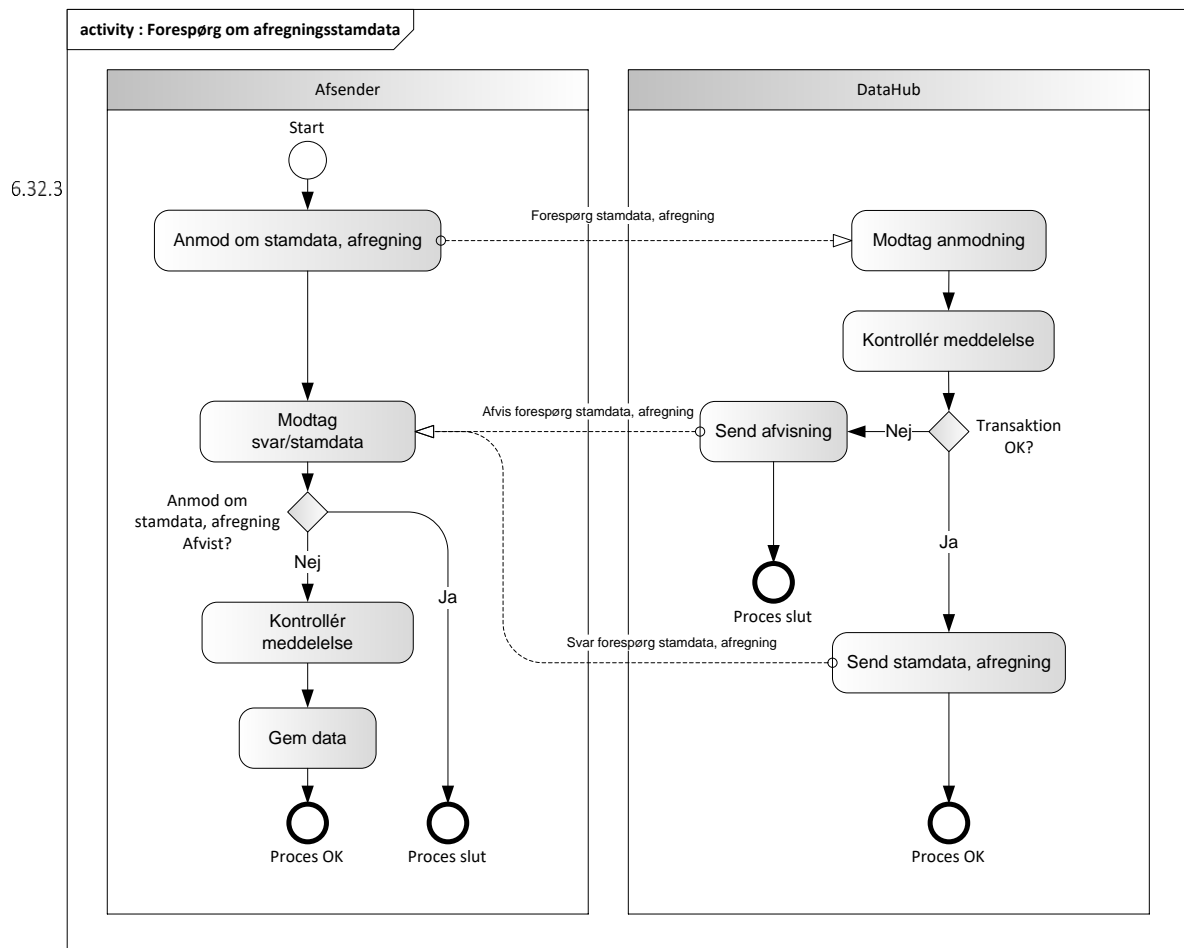 activity : Forespørg om afregningsstamdata
Afsender
DataHub
Start
6.32.3
Forespørg stamdata, afregning
Anmod om stamdata, afregning
Modtag anmodning
Kontrollér meddelelse
Afvis forespørg stamdata, afregning
Modtag
svar/stamdata
Send afvisning
Nej
Transaktion
OK?
Anmod om
stamdata, afregning
Afvist?
Nej
Ja
Ja
Proces slut
Kontrollér
meddelelse
Svar forespørg stamdata, afregning
Send stamdata, afregning
Gem data
Proces OK
Proces slut
Proces OK